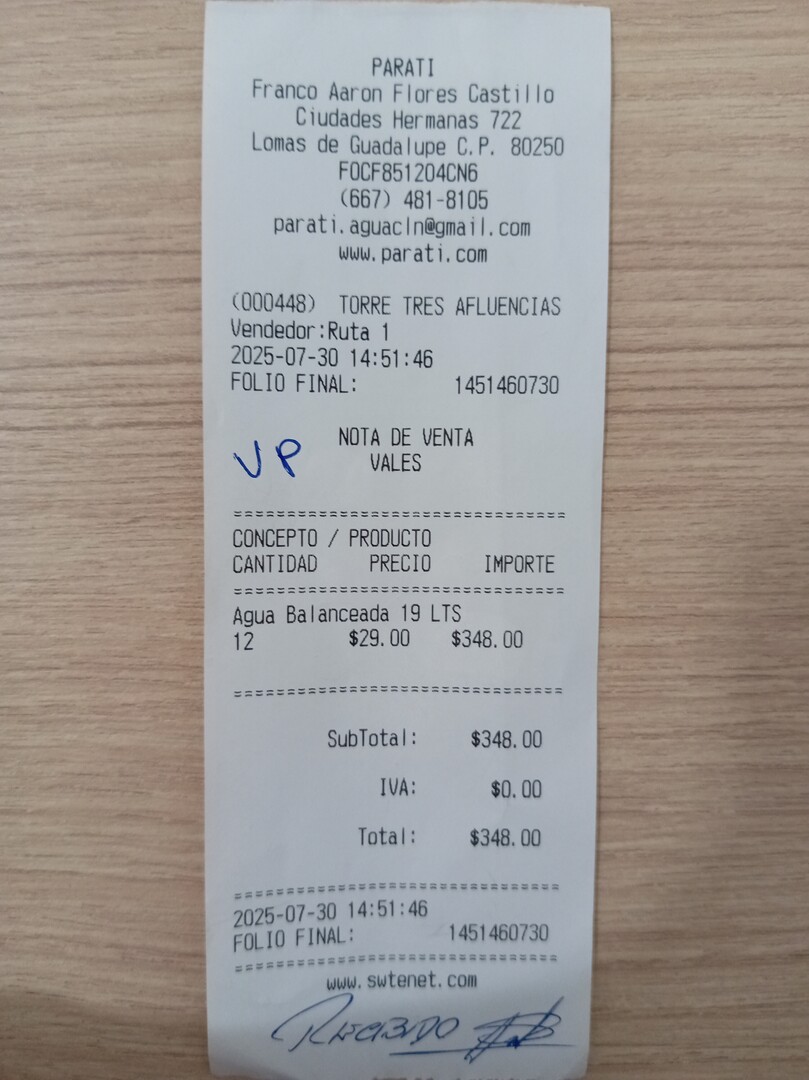 PARATI
Franco Aaron Flores Castillo
Ciudades Hermanas 722
Lomas de Guadalupe C.P. 80250
FOCF851204CN6
(667) 481-8105
parati.aguacln@gmail.com
www.parati.com
(000448) TORRE TRES AFLUENCIAS
Vendedor:Ruta 1
2025-07-30 14:51:46
FOLIO FINAL: 1451460730
NOTA DE VENTA
VP VALES
================================
CONCEPTO / PRODUCTO
CANTIDAD PRECIO IMPORTE
================================
Agua Balanceada 19 LTS
12 $29.00 $348.00
================================
SubTotal: $348.00
IVA: $0.00
Total: $348.00
================================
2025-07-30 14:51:46
FOLIO FINAL: 1451460730
================================
www.swtenet.com
RECIBIDO